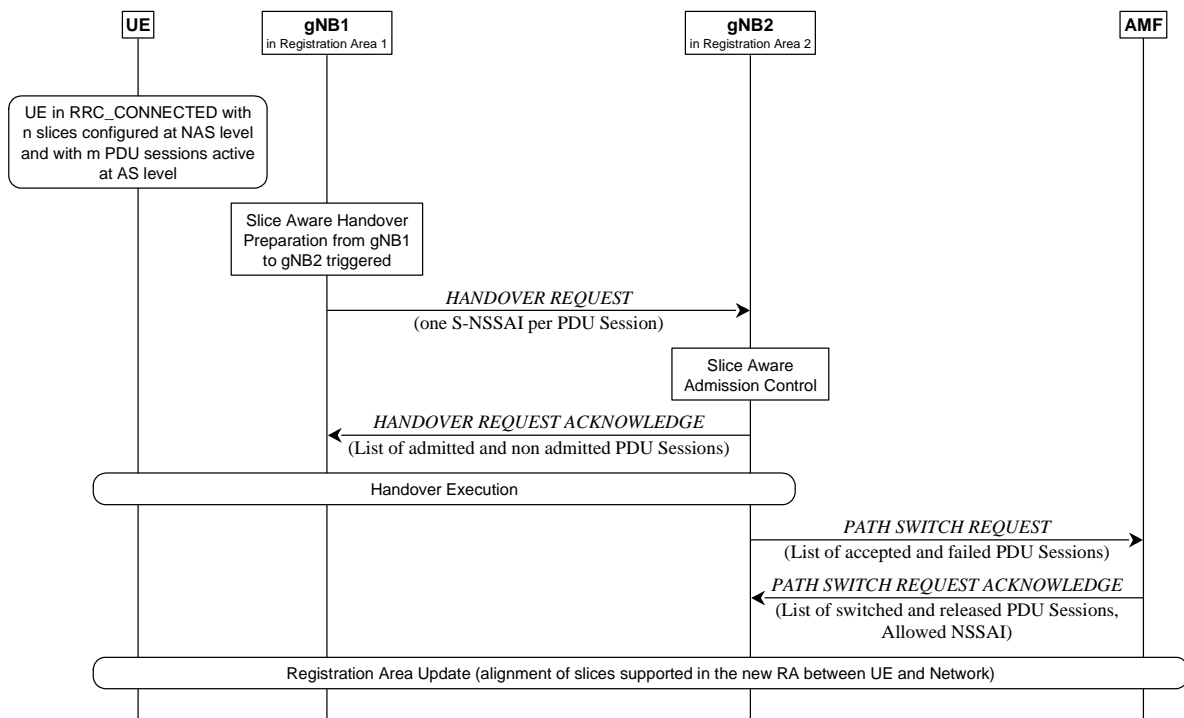 UE
gNB1
in Registration Area 1
gNB2
in Registration Area 2
AMF
UE in RRC_CONNECTED with
n slices configured at NAS level
and with m PDU sessions active
at AS level
Slice Aware Handover
Preparation from gNB1
to gNB2 triggered
HANDOVER REQUEST
(one S-NSSAI per PDU Session)
Slice Aware
Admission Control
HANDOVER REQUEST ACKNOWLEDGE
(List of admitted and non admitted PDU Sessions)
Handover Execution
PATH SWITCH REQUEST
(List of accepted and failed PDU Sessions)
PATH SWITCH REQUEST ACKNOWLEDGE
(List of switched and released PDU Sessions,
Allowed NSSAI)
Registration Area Update (alignment of slices supported in the new RA between UE and Network)